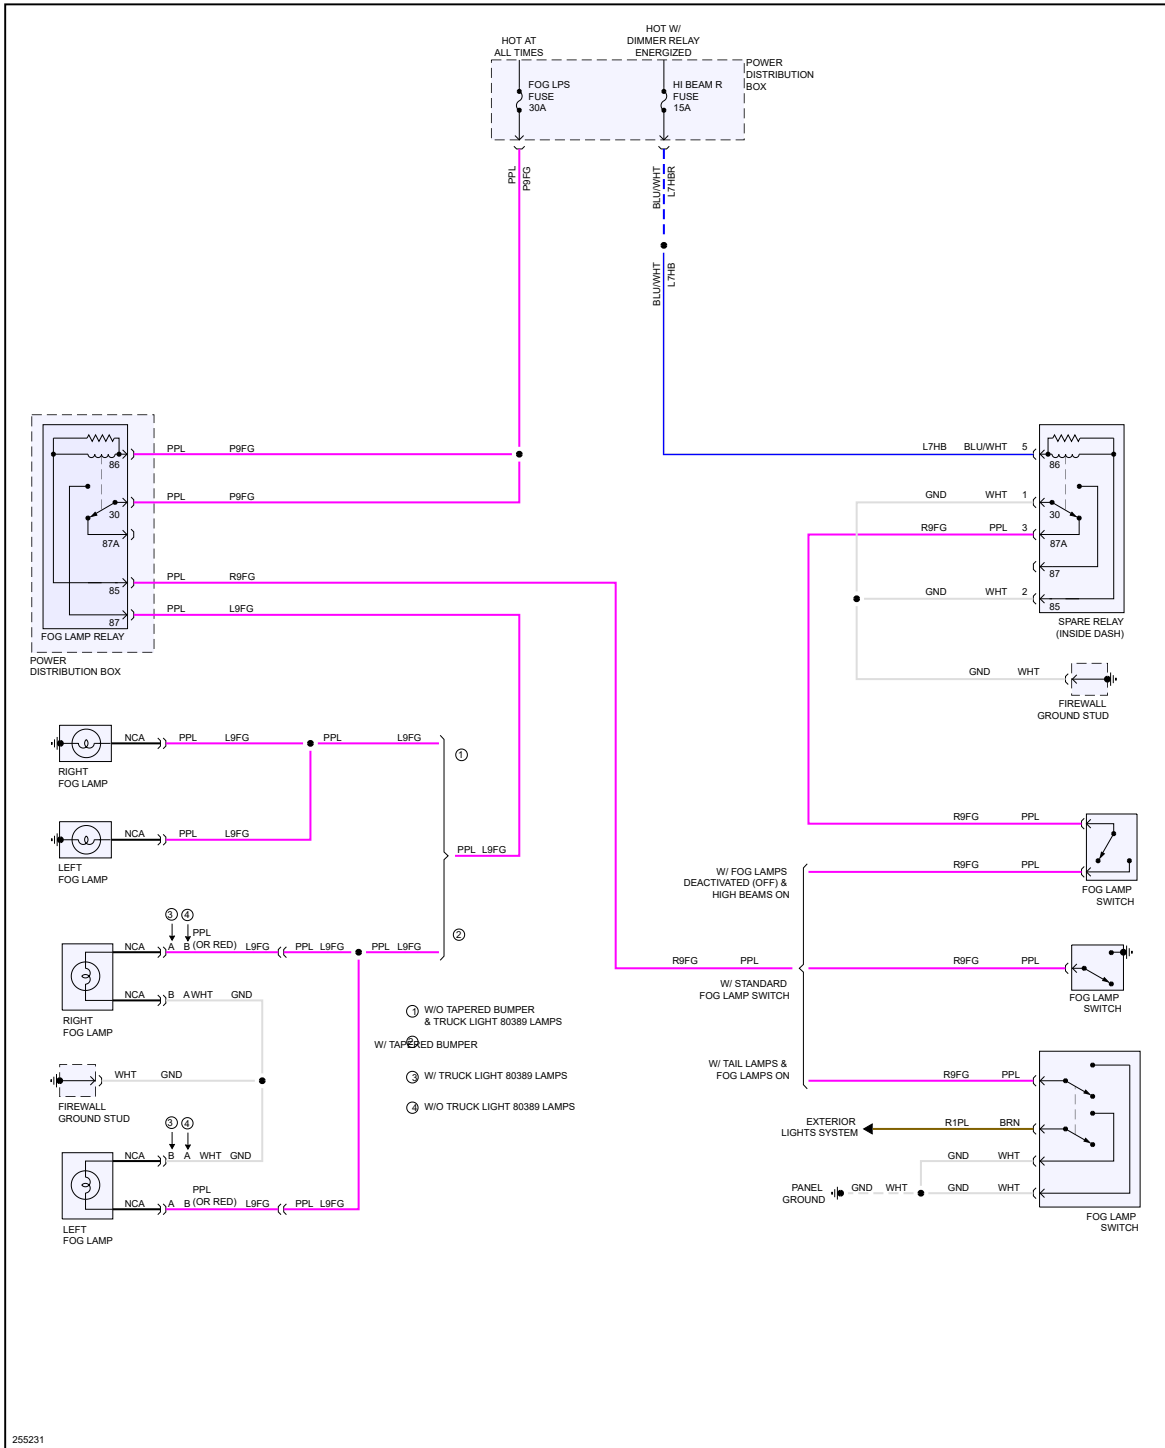 HOT AT
ALL TIMES
HOT W/
DIMMER RELAY
ENERGIZED
POWER
DISTRIBUTION
BOX
FOG LPS
FUSE
30A
HI BEAM R
FUSE
15A
PPL
P9FG
BLU/WHT
L7HBR
BLU/WHT
L7HB
PPL P9FG
86
PPL P9FG
30
87A
PPL R9FG
85
PPL L9FG
87
FOG LAMP RELAY
POWER
DISTRIBUTION BOX
L7HB BLU/WHT 5
86
GND WHT 1
30
R9FG PPL 3
87A
87
GND WHT 2
85
SPARE RELAY
(INSIDE DASH)
GND WHT
FIREWALL
GROUND STUD
NCA PPL L9FG PPL L9FG
1
RIGHT
FOG LAMP
NCA PPL L9FG
LEFT
FOG LAMP
PPL L9FG
3 4
PPL
(OR RED)
NCA A B L9FG PPL L9FG PPL L9FG
2
NCA B A WHT GND
RIGHT
FOG LAMP
WHT GND
FIREWALL
GROUND STUD
3 4
NCA B A WHT GND
PPL
(OR RED)
NCA A B L9FG PPL L9FG
LEFT
FOG LAMP
1 W/O TAPERED BUMPER
& TRUCK LIGHT 80389 LAMPS
2
W/ TAPERED BUMPER
3 W/ TRUCK LIGHT 80389 LAMPS
4 W/O TRUCK LIGHT 80389 LAMPS
R9FG PPL
W/ FOG LAMPS
DEACTIVATED (OFF) &
HIGH BEAMS ON
R9FG PPL
FOG LAMP
SWITCH
R9FG PPL
W/ STANDARD
FOG LAMP SWITCH
R9FG PPL
FOG LAMP
SWITCH
W/ TAIL LAMPS &
FOG LAMPS ON
R9FG PPL
EXTERIOR
LIGHTS SYSTEM
R1PL BRN
GND WHT
PANEL
GROUND
GND WHT GND WHT
FOG LAMP
SWITCH
255231